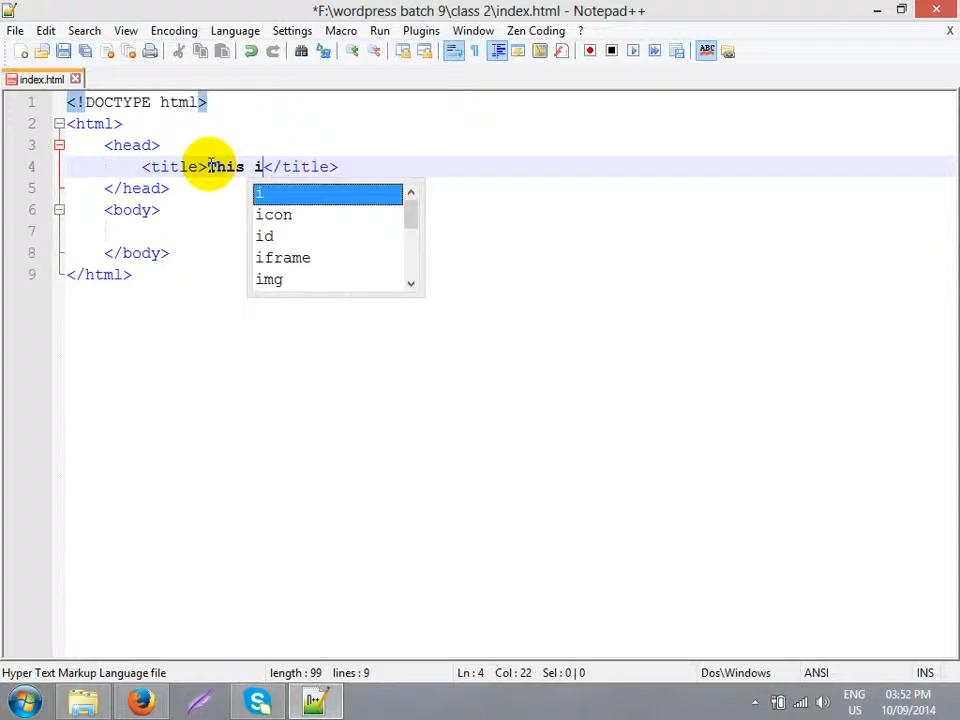 *F:\wordpress batch 9\class 2\index.html - Notepad++
File Edit Search View Encoding Language Settings Macro Run Plugins Window Zen Coding ? X
index.html
1 <!DOCTYPE html>
2 <html>
3 <head>
4 <title>This i</title>
5 </head>
6 <body>
7
8 </body>
9 </html>
i
icon
id
iframe
img
Hyper Text Markup Language file length : 99 lines : 9 Ln : 4 Col : 22 Sel : 0 | 0 Dos\Windows ANSI INS
ENG 03:52 PM
US 10/09/2014